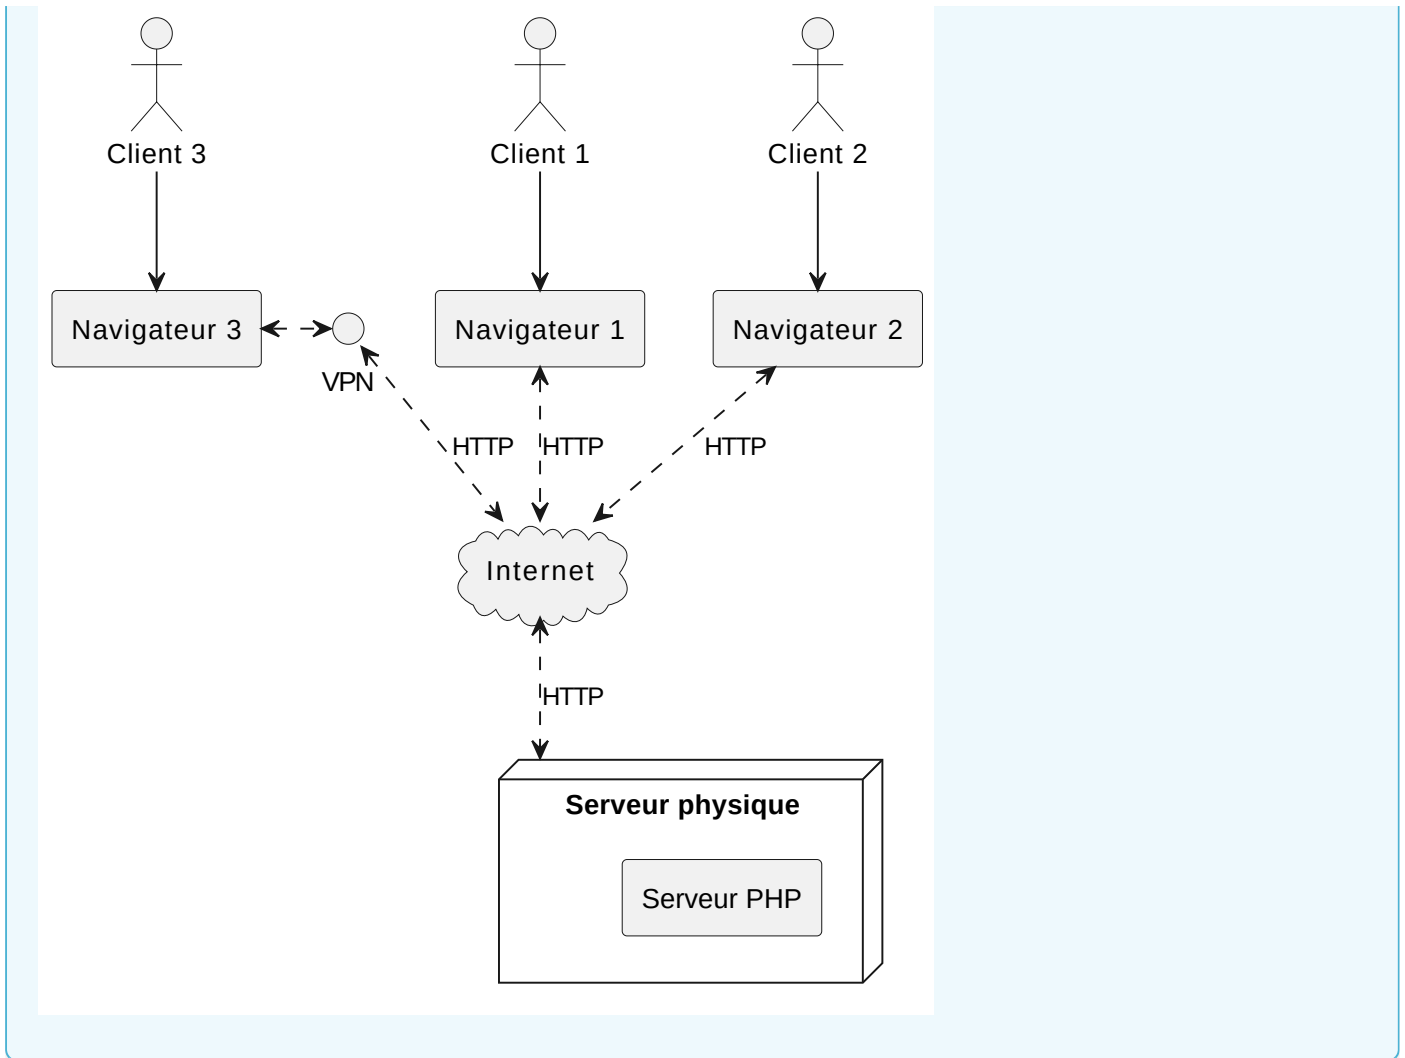 Client 3
Client 1
Client 2
Navigateur 3
Navigateur 1
Navigateur 2
VPN
HTTP
HTTP
HTTP
Internet
HTTP
Serveur physique
Serveur PHP